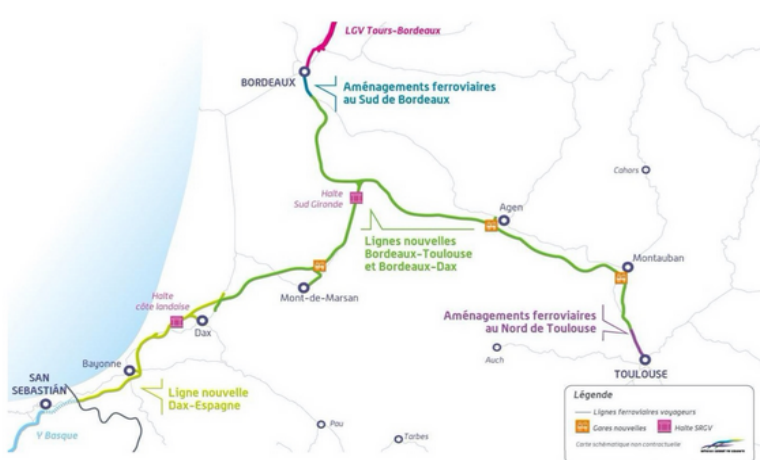 LGV Tours-Bordeaux
BORDEAUX
Aménagements ferroviaires
au Sud de Bordeaux
Cahors
Halte
Sud Gironde
Agen
Lignes nouvelles
Bordeaux-Toulouse
et Bordeaux-Dax
Montauban
Halte
côte landaise
Mont-de-Marsan
Aménagements ferroviaires
au Nord de Toulouse
Dax
Auch
Bayonne
TOULOUSE
SAN
SEBASTIÁN
Ligne nouvelle
Dax-Espagne
Légende
Lignes ferroviaires voyageurs
Gares nouvelles
Halte SRGV
Carte schématique non contractuelle
Y Basque
Pau
Tarbes